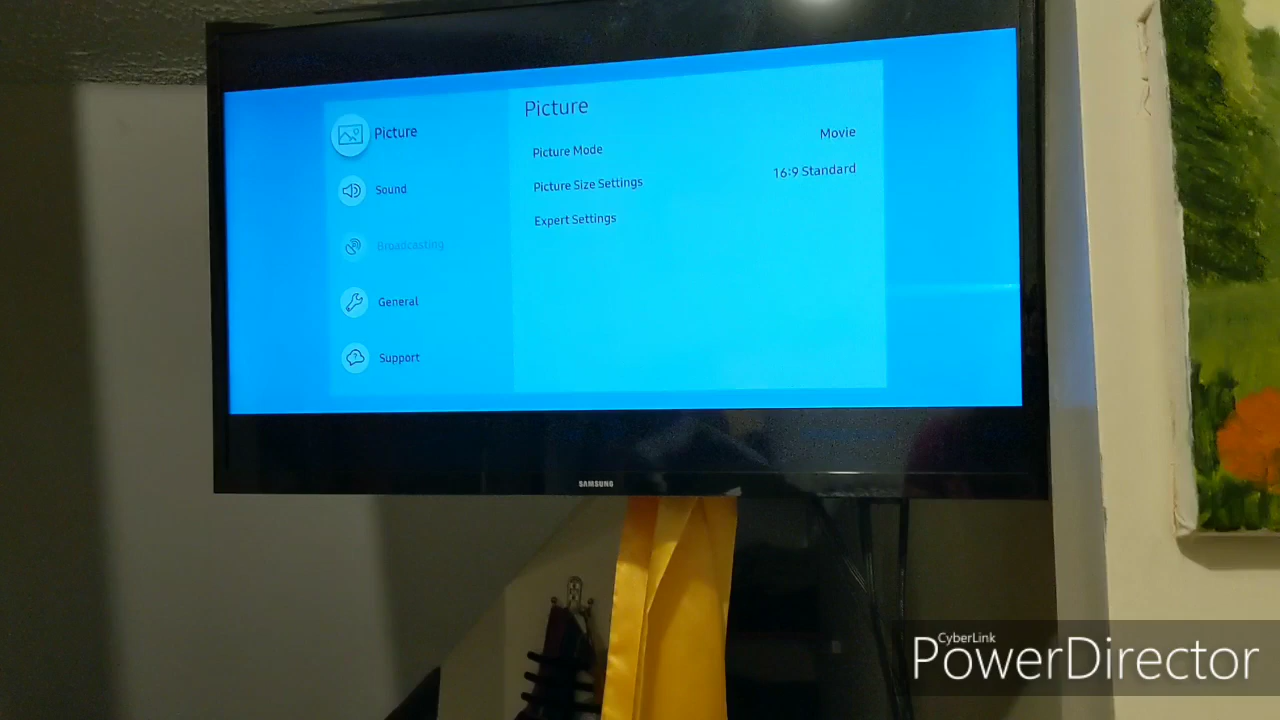 Picture
Sound
Broadcasting
General
Support
Picture
Picture Mode Movie
Picture Size Settings 16:9 Standard
Expert Settings
SAMSUNG
CyberLink
PowerDirector